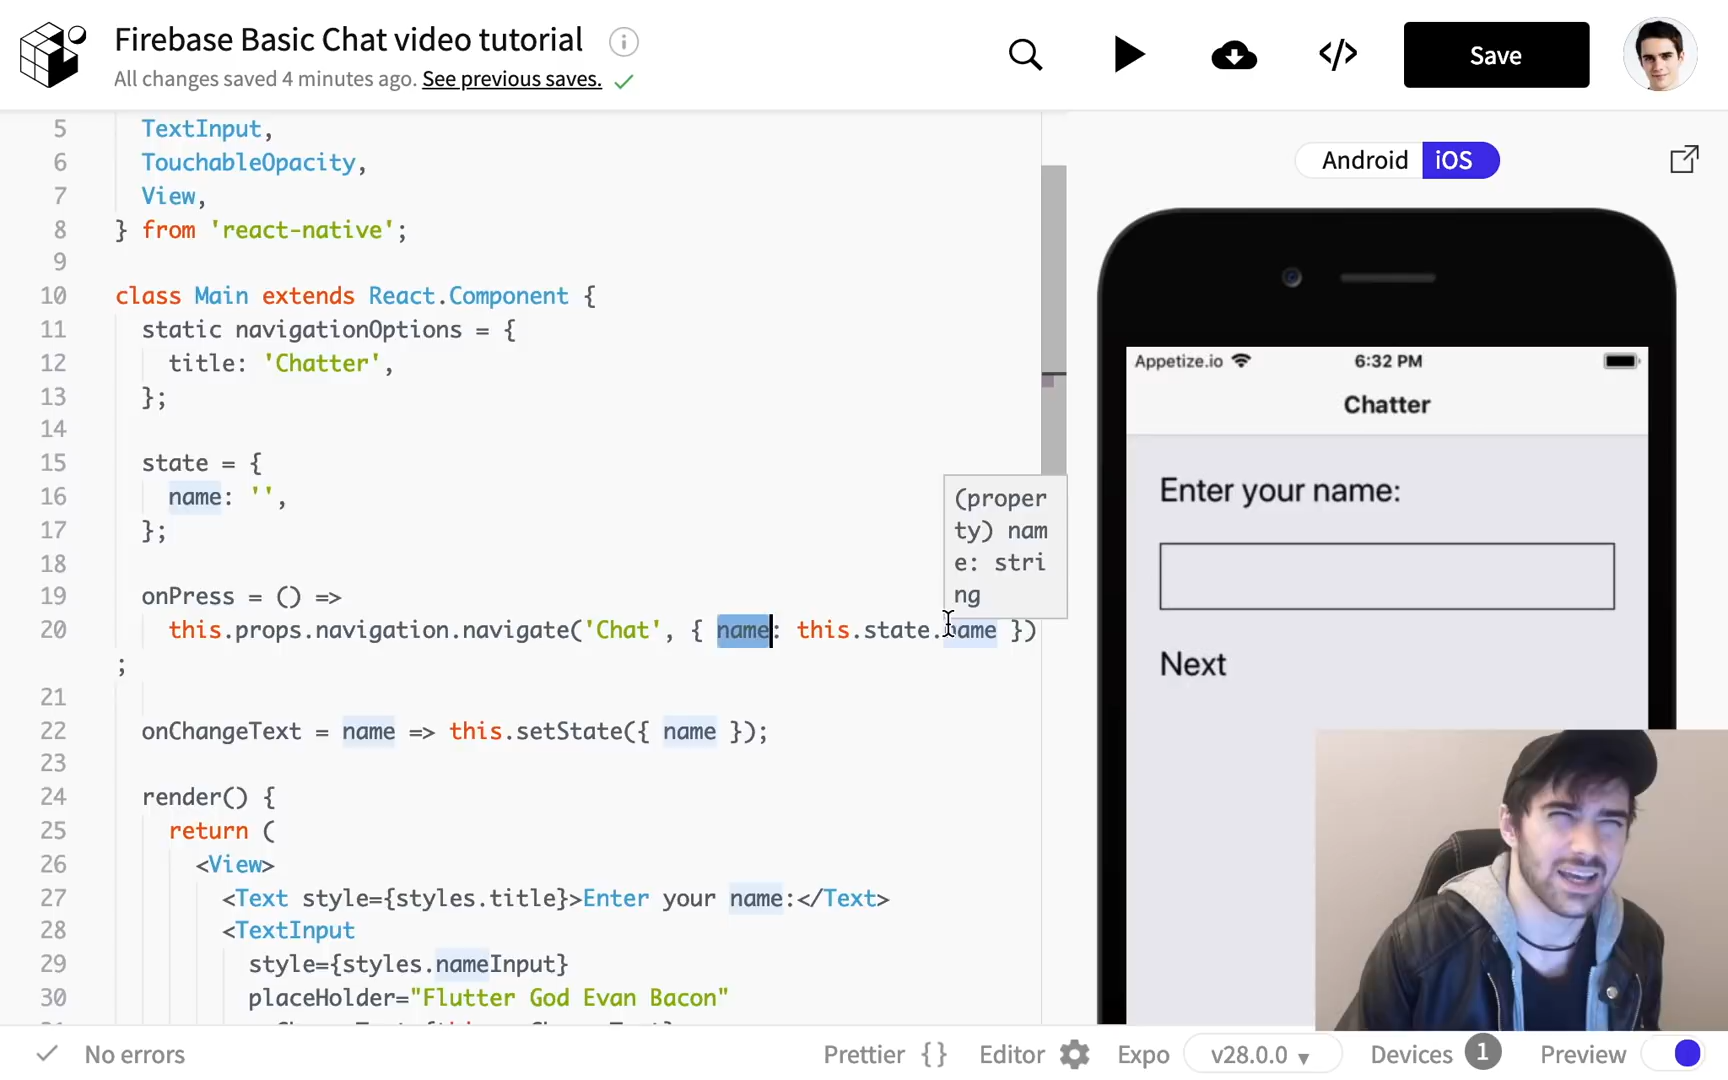 Firebase Basic Chat video tutorial
All changes saved 4 minutes ago. See previous saves.
Save
5 TextInput,
6 TouchableOpacity,
7 View,
8 } from 'react-native';
9
10 class Main extends React.Component {
11 static navigationOptions = {
12 title: 'Chatter',
13 };
14
15 state = {
16 name: '',
17 };
18
19 onPress = () =>
20 this.props.navigation.navigate('Chat', { name: this.state.name })
;
21
22 onChangeText = name => this.setState({ name });
23
24 render() {
25 return (
26 <View>
27 <Text style={styles.title}>Enter your name:</Text>
28 <TextInput
29 style={styles.nameInput}
30 placeHolder="Flutter God Evan Bacon"
(proper
ty) nam
e: stri
ng
Android iOS
Appetize.io 6:32 PM
Chatter
Enter your name:
Next
No errors
Prettier { } Editor Expo v28.0.0 ▼ Devices 1 Preview